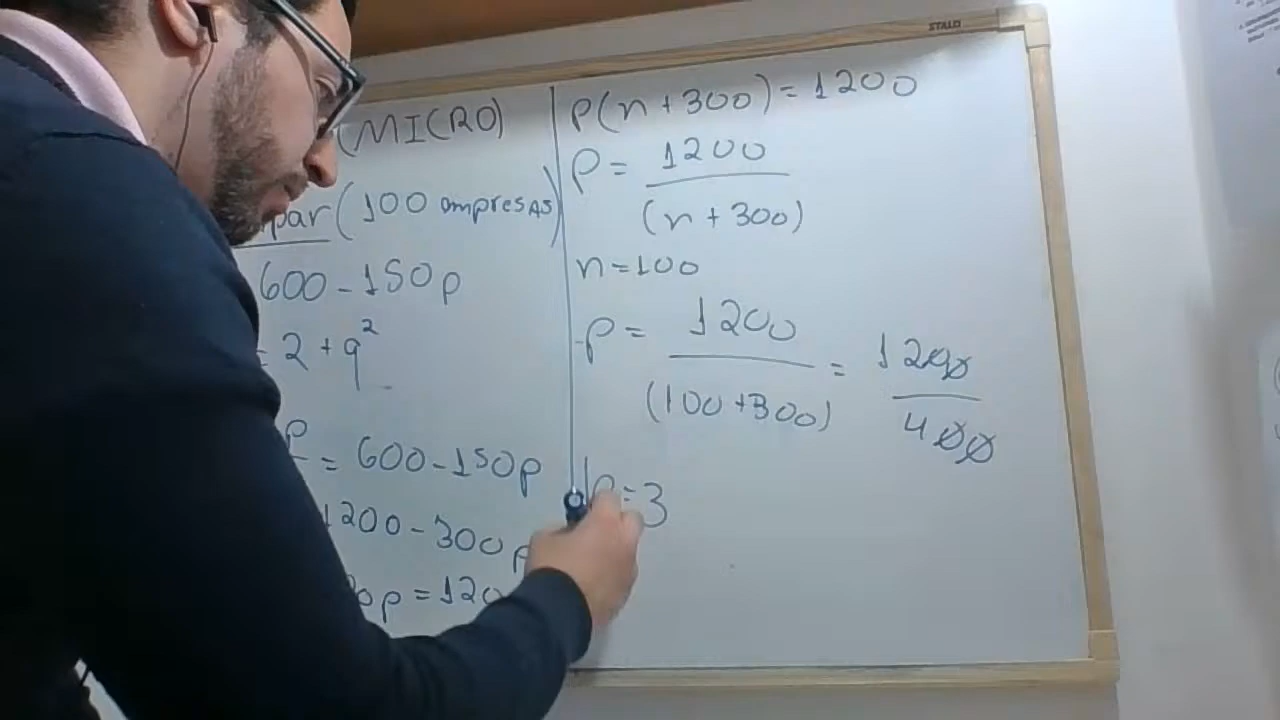 STALO
(MICRO)
par (100 empresAs)
600 - 150p
= 2 + q²
P = 600 - 150p
1200 - 300p
0p = 120
P(n + 300) = 1200
P = 1200
(n + 300)
n = 100
P = 1200 = 1200
(100 + 300) 400
p = 3